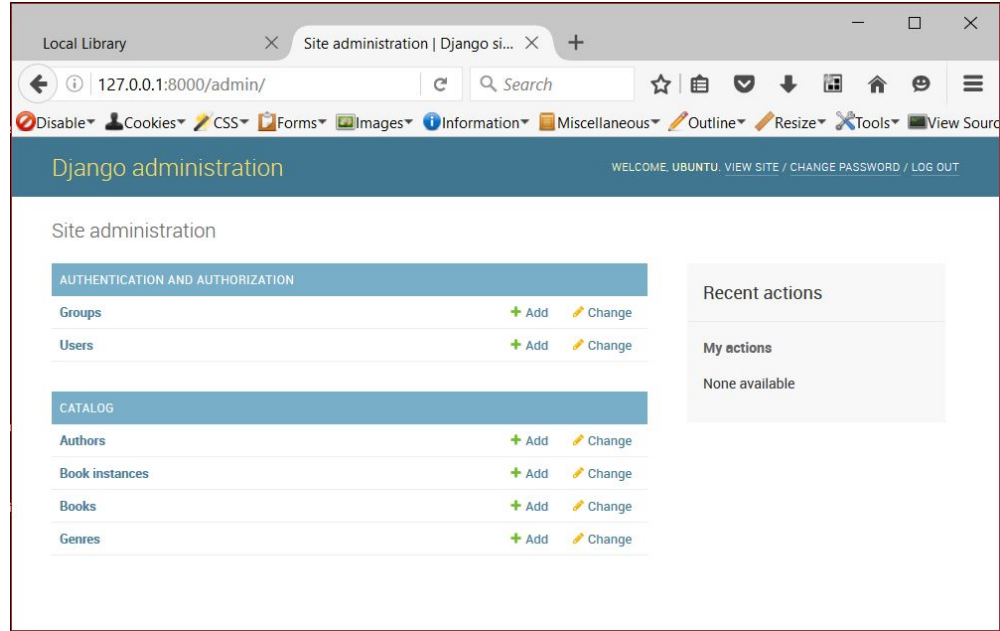 Local Library
Site administration | Django si...
127.0.0.1:8000/admin/
Search
Disable Cookies CSS Forms Images Information Miscellaneous Outline Resize Tools View Sourc
Django administration
WELCOME, UBUNTU. VIEW SITE / CHANGE PASSWORD / LOG OUT
Site administration
AUTHENTICATION AND AUTHORIZATION
Groups Add Change
Users Add Change
CATALOG
Authors Add Change
Book instances Add Change
Books Add Change
Genres Add Change
Recent actions
My actions
None available